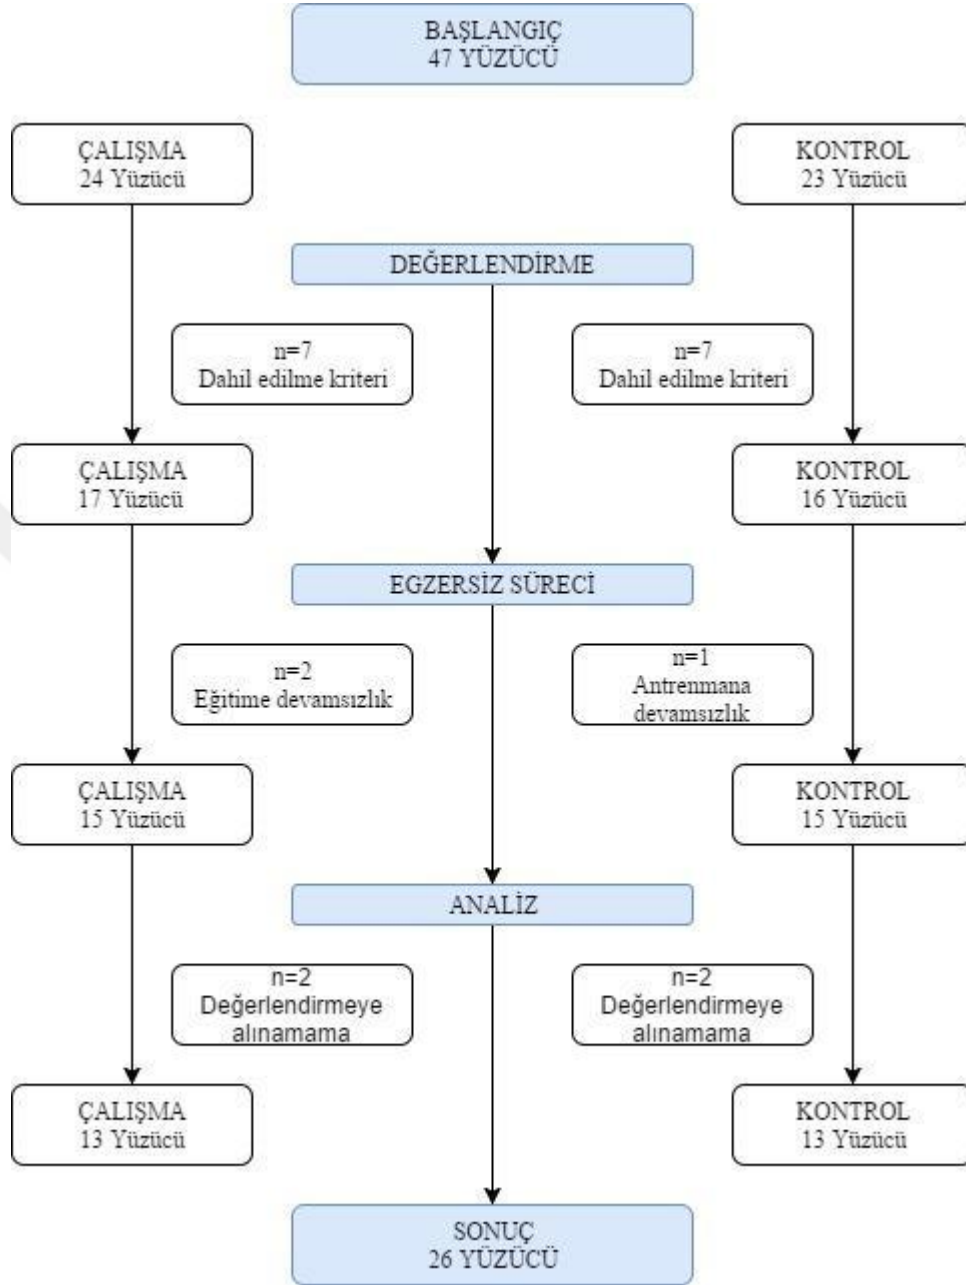 BAŞLANGIÇ
47 YÜZÜCÜ
ÇALIŞMA
24 Yüzücü
KONTROL
23 Yüzücü
DEĞERLENDİRME
n=7
Dahil edilme kriteri
n=7
Dahil edilme kriteri
ÇALIŞMA
17 Yüzücü
KONTROL
16 Yüzücü
EGZERSİZ SÜRECİ
n=2
Eğitime devamsızlık
n=1
Antrenmana
devamsızlık
ÇALIŞMA
15 Yüzücü
KONTROL
15 Yüzücü
ANALİZ
n=2
Değerlendirmeye
alınamama
n=2
Değerlendirmeye
alınamama
ÇALIŞMA
13 Yüzücü
KONTROL
13 Yüzücü
SONUÇ
26 YÜZÜCÜ